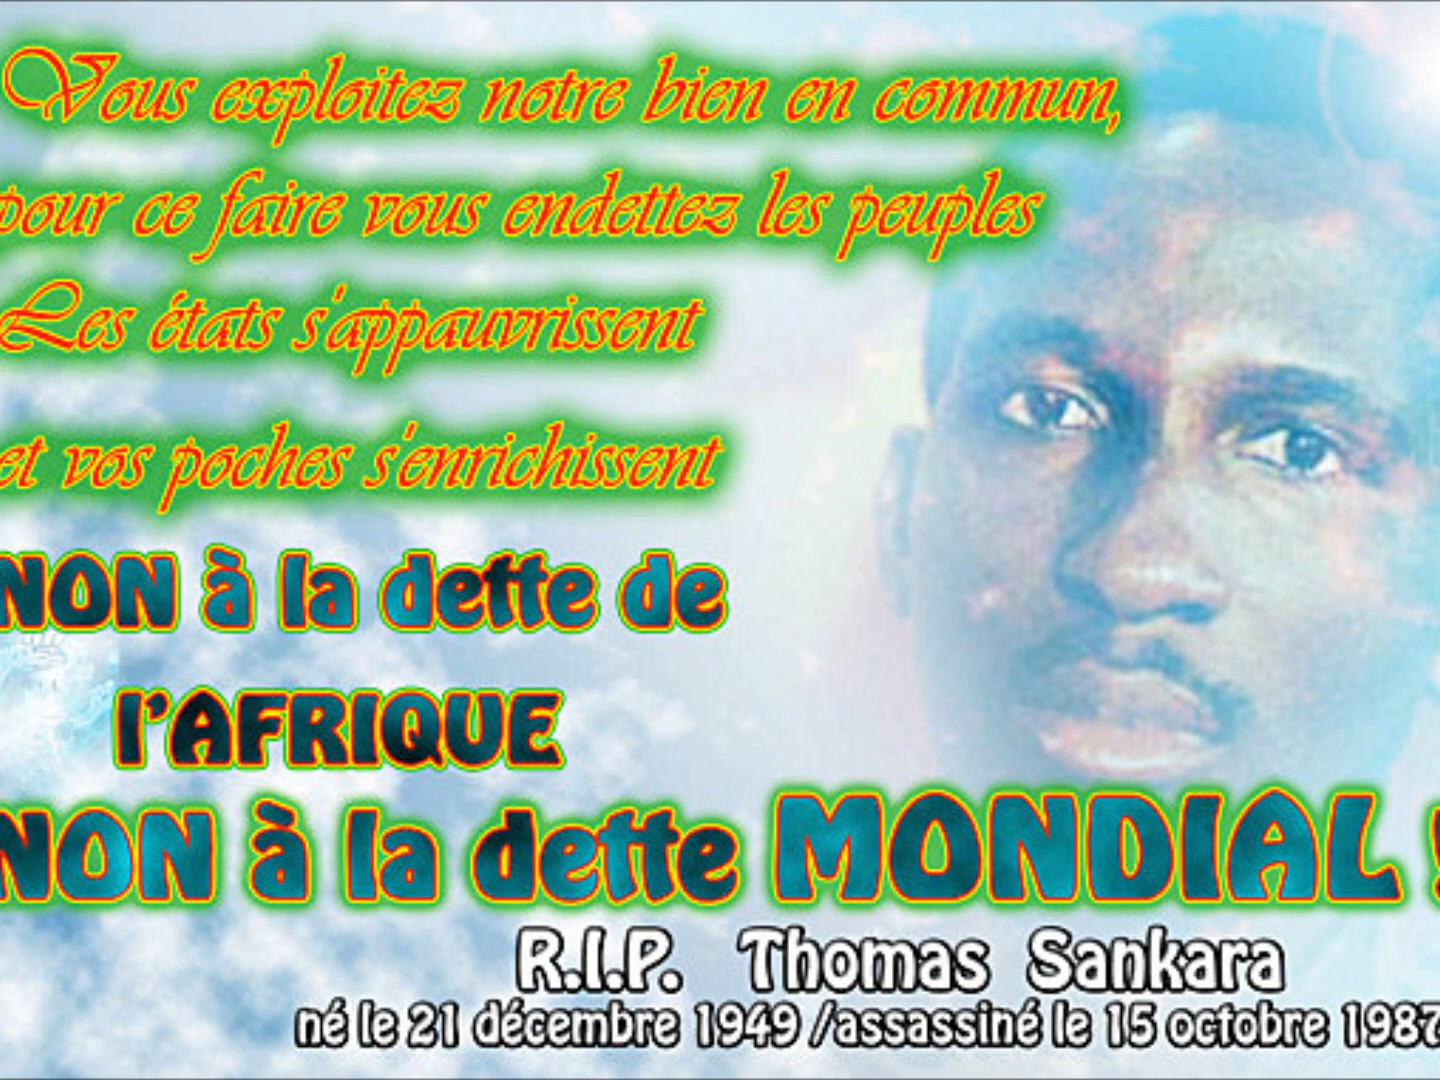 Vous exploitez notre bien en commun,
pour ce faire vous endettez les peuples
Les états s'appauvrissent
et vos poches s'enrichissent
NON à la dette de
l'AFRIQUE
NON à la dette MONDIAL !
R.I.P. Thomas Sankara
né le 21 décembre 1949 /assassiné le 15 octobre 1987